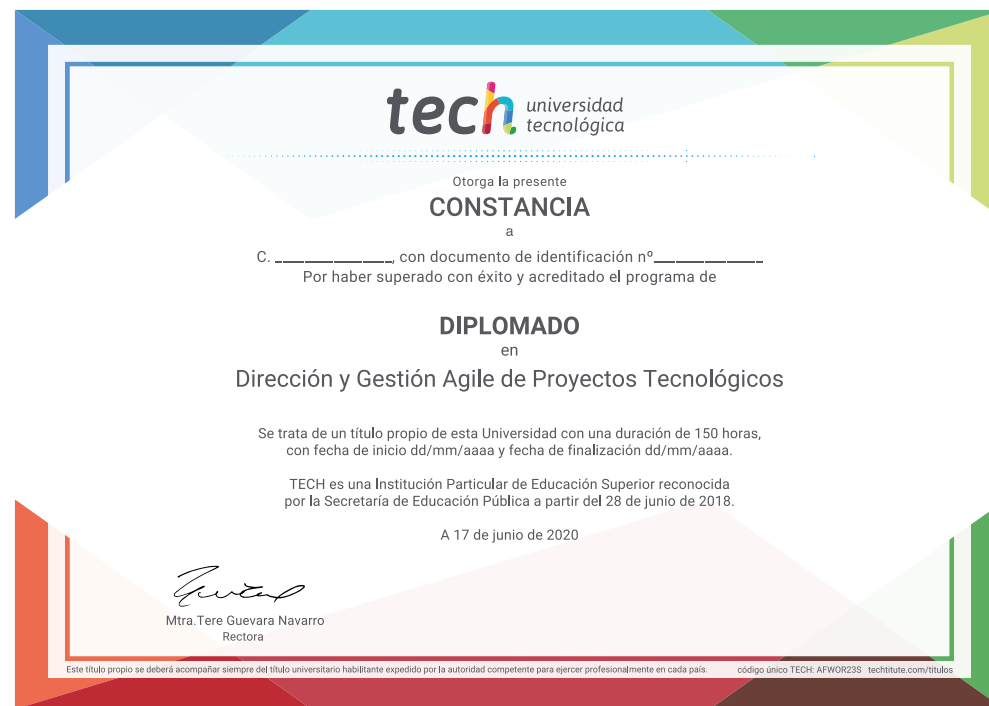 tech universidad
tecnológica
Otorga la presente
CONSTANCIA
a
C. ______________, con documento de identificación nº_____________
Por haber superado con éxito y acreditado el programa de
DIPLOMADO
en
Dirección y Gestión Agile de Proyectos Tecnológicos
Se trata de un título propio de esta Universidad con una duración de 150 horas,
con fecha de inicio dd/mm/aaaa y fecha de finalización dd/mm/aaaa.
TECH es una Institución Particular de Educación Superior reconocida
por la Secretaría de Educación Pública a partir del 28 de junio de 2018.
A 17 de junio de 2020
Mtra.Tere Guevara Navarro
Rectora
Este título propio se deberá acompañar siempre del título universitario habilitante expedido por la autoridad competente para ejercer profesionalmente en cada país. código único TECH: AFWOR23S techtitute.com/titulos